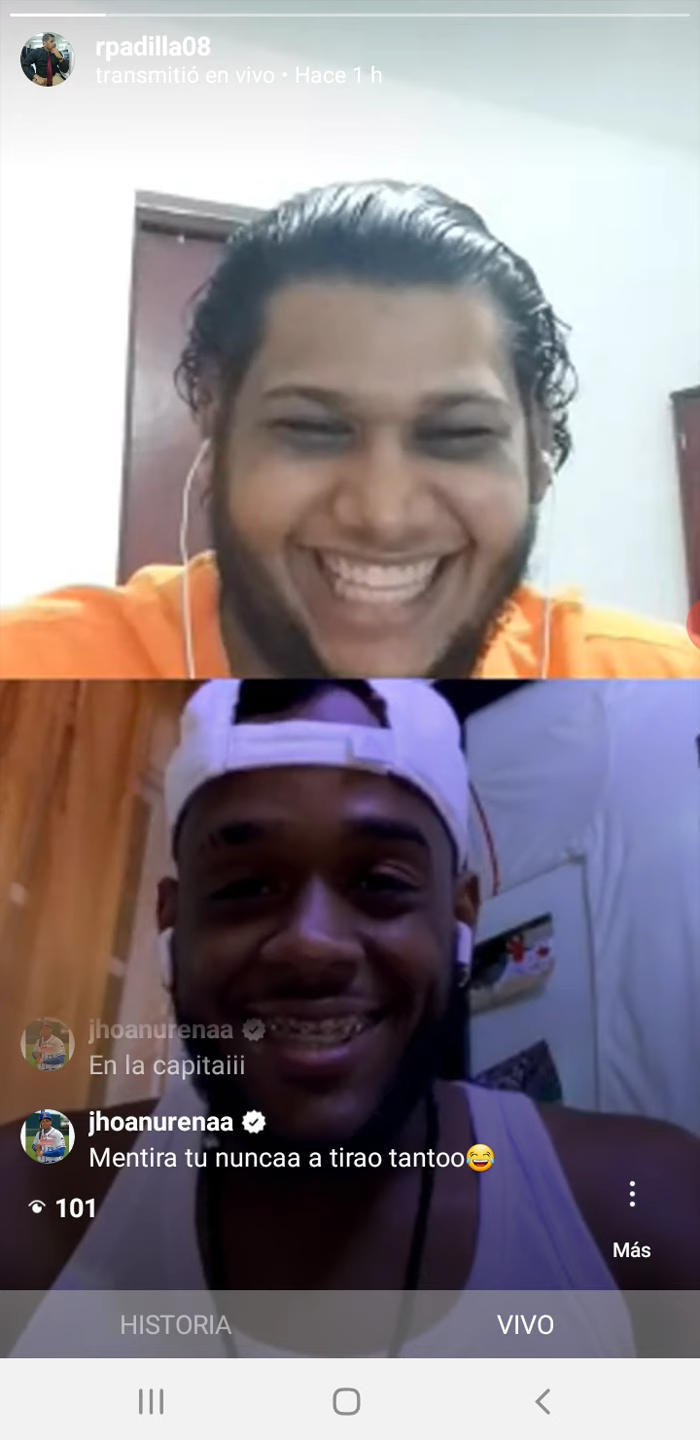 rpadilla08
transmitió en vivo • Hace 1 h
jhoanurenaa
En la capitaiii
jhoanurenaa
Mentira tu nuncaa a tirao tantoo😂
101
Más
HISTORIA
VIVO